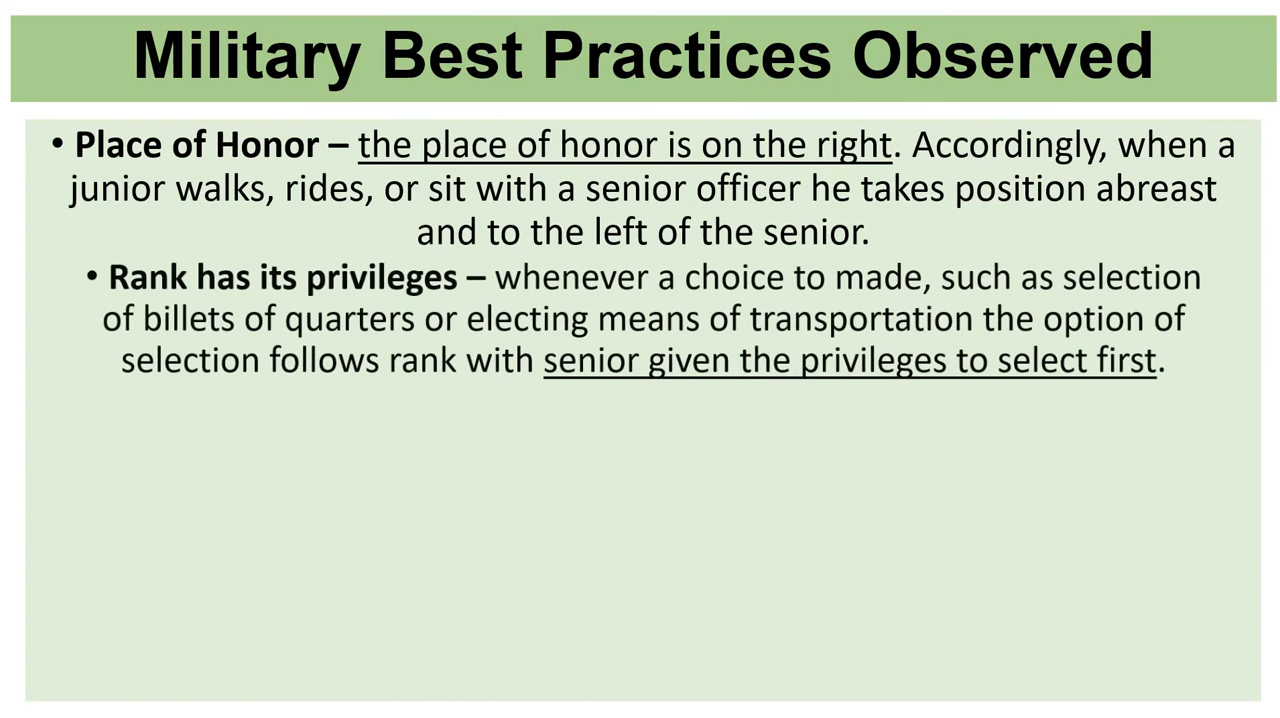 Military Best Practices Observed
• Place of Honor – the place of honor is on the right. Accordingly, when a
junior walks, rides, or sit with a senior officer he takes position abreast
and to the left of the senior.
• Rank has its privileges – whenever a choice to made, such as selection
of billets of quarters or electing means of transportation the option of
selection follows rank with senior given the privileges to select first.